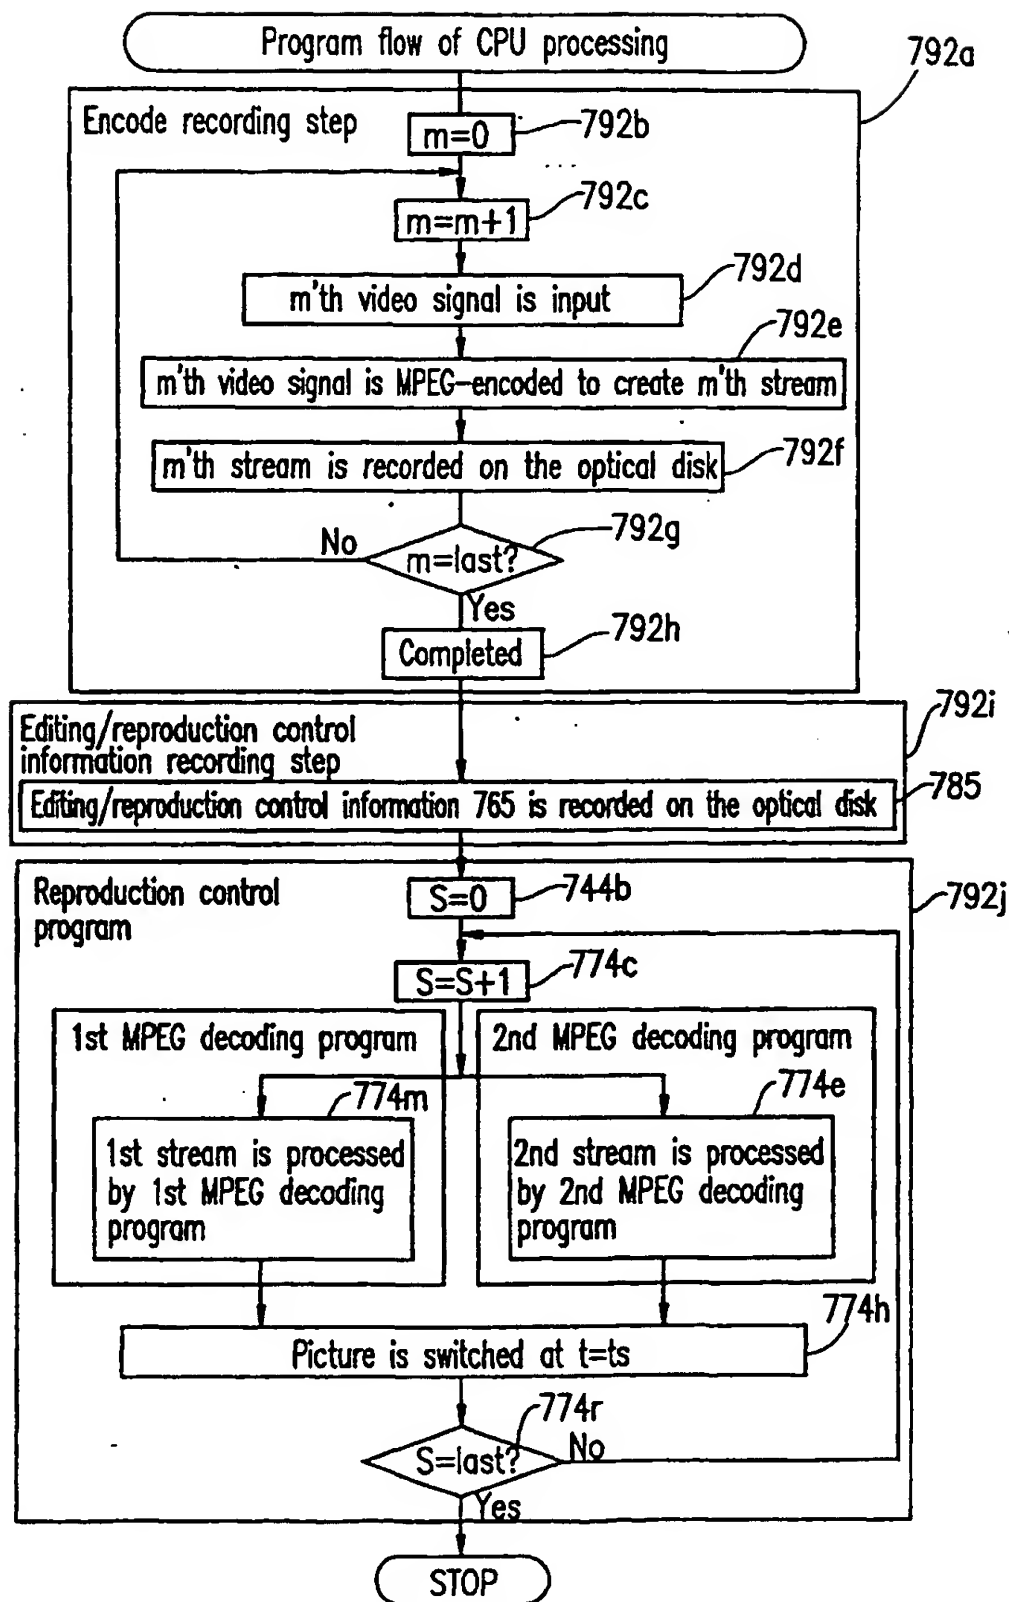 Program flow of CPU processing
792a
Encode recording step
m=0
792b
m=m+1
792c
m'th video signal is input
792d
m'th video signal is MPEG-encoded to create m'th stream
792e
m'th stream is recorded on the optical disk
792f
m=last?
792g
No
Yes
Completed
792h
Editing/reproduction control
information recording step
792i
Editing/reproduction control information 765 is recorded on the optical disk
785
Reproduction control
program
792j
S=0
744b
S=S+1
774c
1st MPEG decoding program
2nd MPEG decoding program
774m
774e
1st stream is processed
by 1st MPEG decoding
program
2nd stream is processed
by 2nd MPEG decoding
program
774h
Picture is switched at t=ts
774r
S=last?
No
Yes
STOP